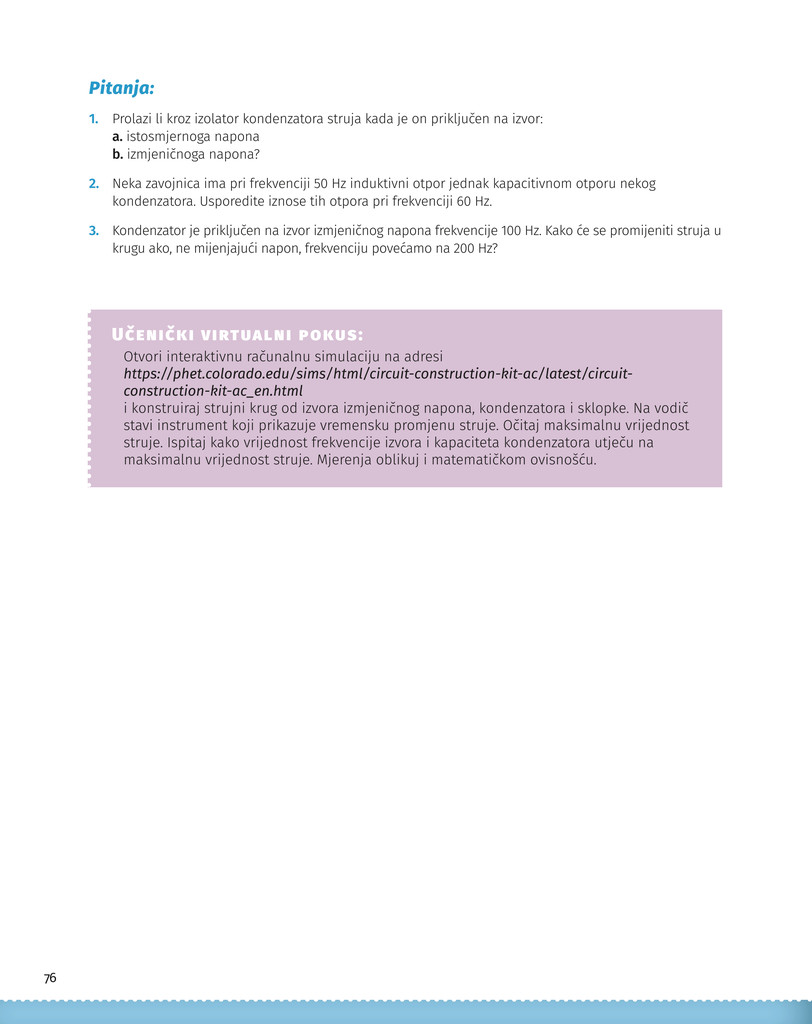 Pitanja:
1. Prolazi li kroz izolator kondenzatora struja kada je on priključen na izvor:
a. istosmjernoga napona
b. izmjeničnoga napona?
2. Neka zavojnica ima pri frekvenciji 50 Hz induktivni otpor jednak kapacitivnom otporu nekog
kondenzatora. Usporedite iznose tih otpora pri frekvenciji 60 Hz.
3. Kondenzator je priključen na izvor izmjeničnog napona frekvencije 100 Hz. Kako će se promijeniti struja u
krugu ako, ne mijenjajući napon, frekvenciju povećamo na 200 Hz?
Učenički virtualni pokus:
Otvori interaktivnu računalnu simulaciju na adresi
https://phet.colorado.edu/sims/html/circuit-construction-kit-ac/latest/circuit-
construction-kit-ac_en.html
i konstruiraj strujni krug od izvora izmjeničnog napona, kondenzatora i sklopke. Na vodič
stavi instrument koji prikazuje vremensku promjenu struje. Očitaj maksimalnu vrijednost
struje. Ispitaj kako vrijednost frekvencije izvora i kapaciteta kondenzatora utječu na
maksimalnu vrijednost struje. Mjerenja oblikuj i matematičkom ovisnošću.
76